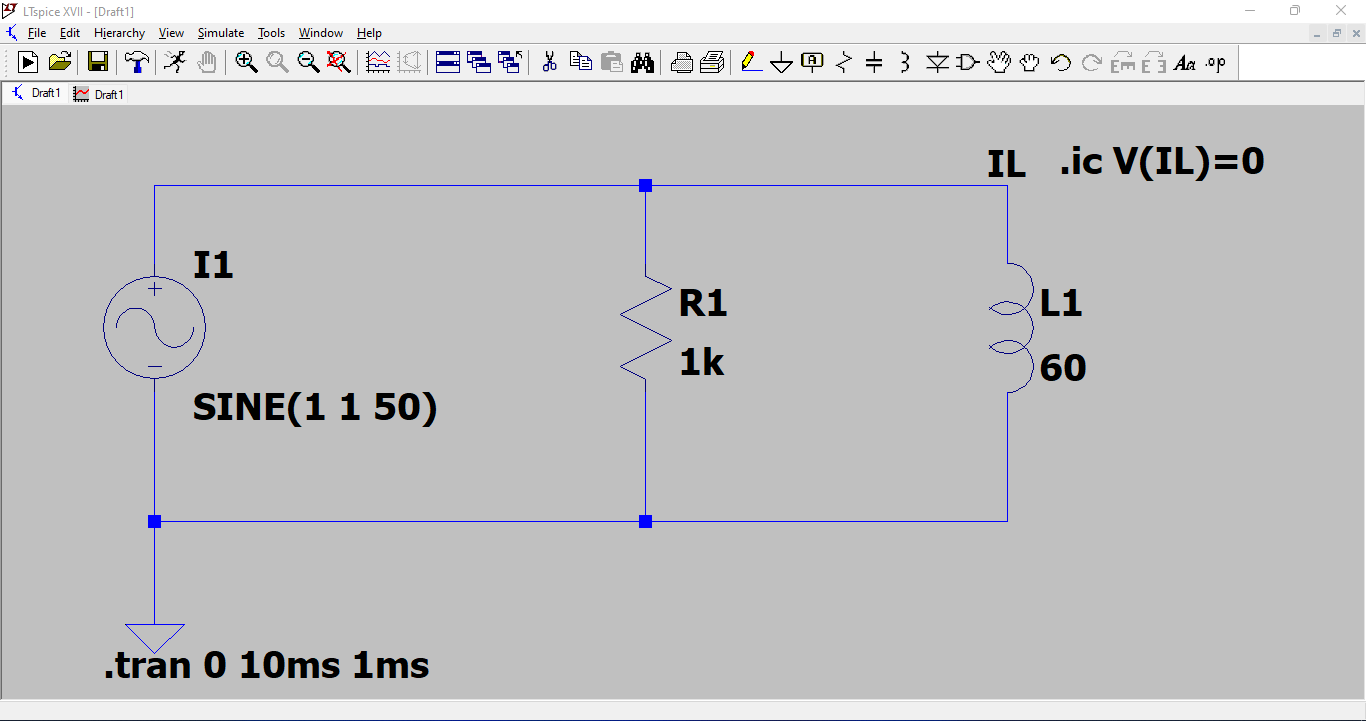 LTspice XVII - [Draft1]
File Edit Hierarchy View Simulate Tools Window Help
Draft1 Draft1
IL .ic V(IL)=0
I1
R1 L1
1k 60
SINE(1 1 50)
.tran 0 10ms 1ms